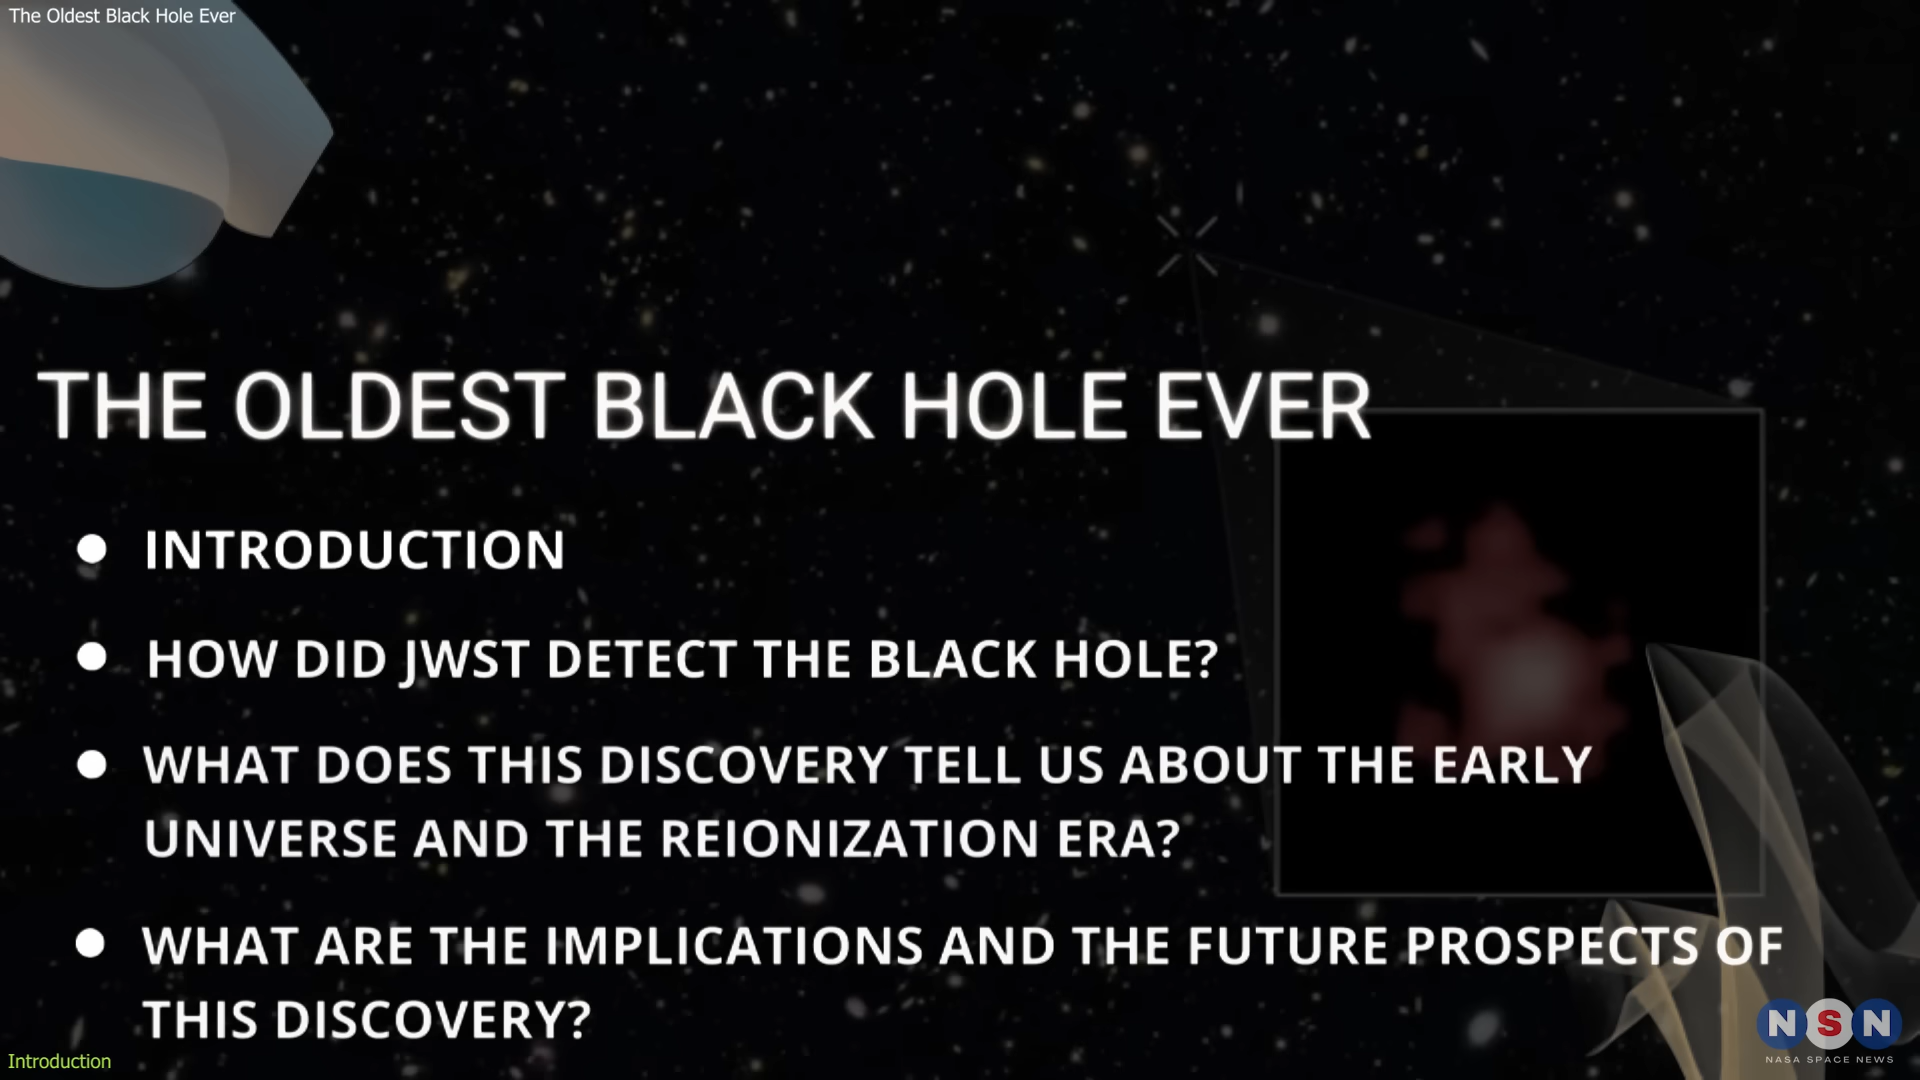 The Oldest Black Hole Ever
THE OLDEST BLACK HOLE EVER
● INTRODUCTION
● HOW DID JWST DETECT THE BLACK HOLE?
● WHAT DOES THIS DISCOVERY TELL US ABOUT THE EARLY
UNIVERSE AND THE REIONIZATION ERA?
● WHAT ARE THE IMPLICATIONS AND THE FUTURE PROSPECTS OF
THIS DISCOVERY?
NSN
NASA SPACE NEWS
Introduction